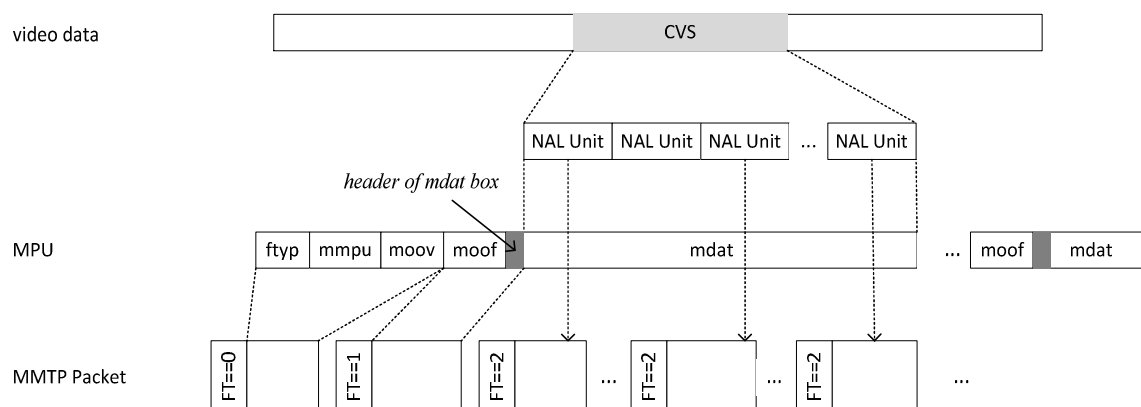 video data CVS
NAL Unit NAL Unit NAL Unit ... NAL Unit
header of mdat box
MPU ftyp mmpu moov moof mdat ... moof mdat
MMTP Packet FT==0 FT==1 FT==2 ... FT==2 ... FT==2 ...